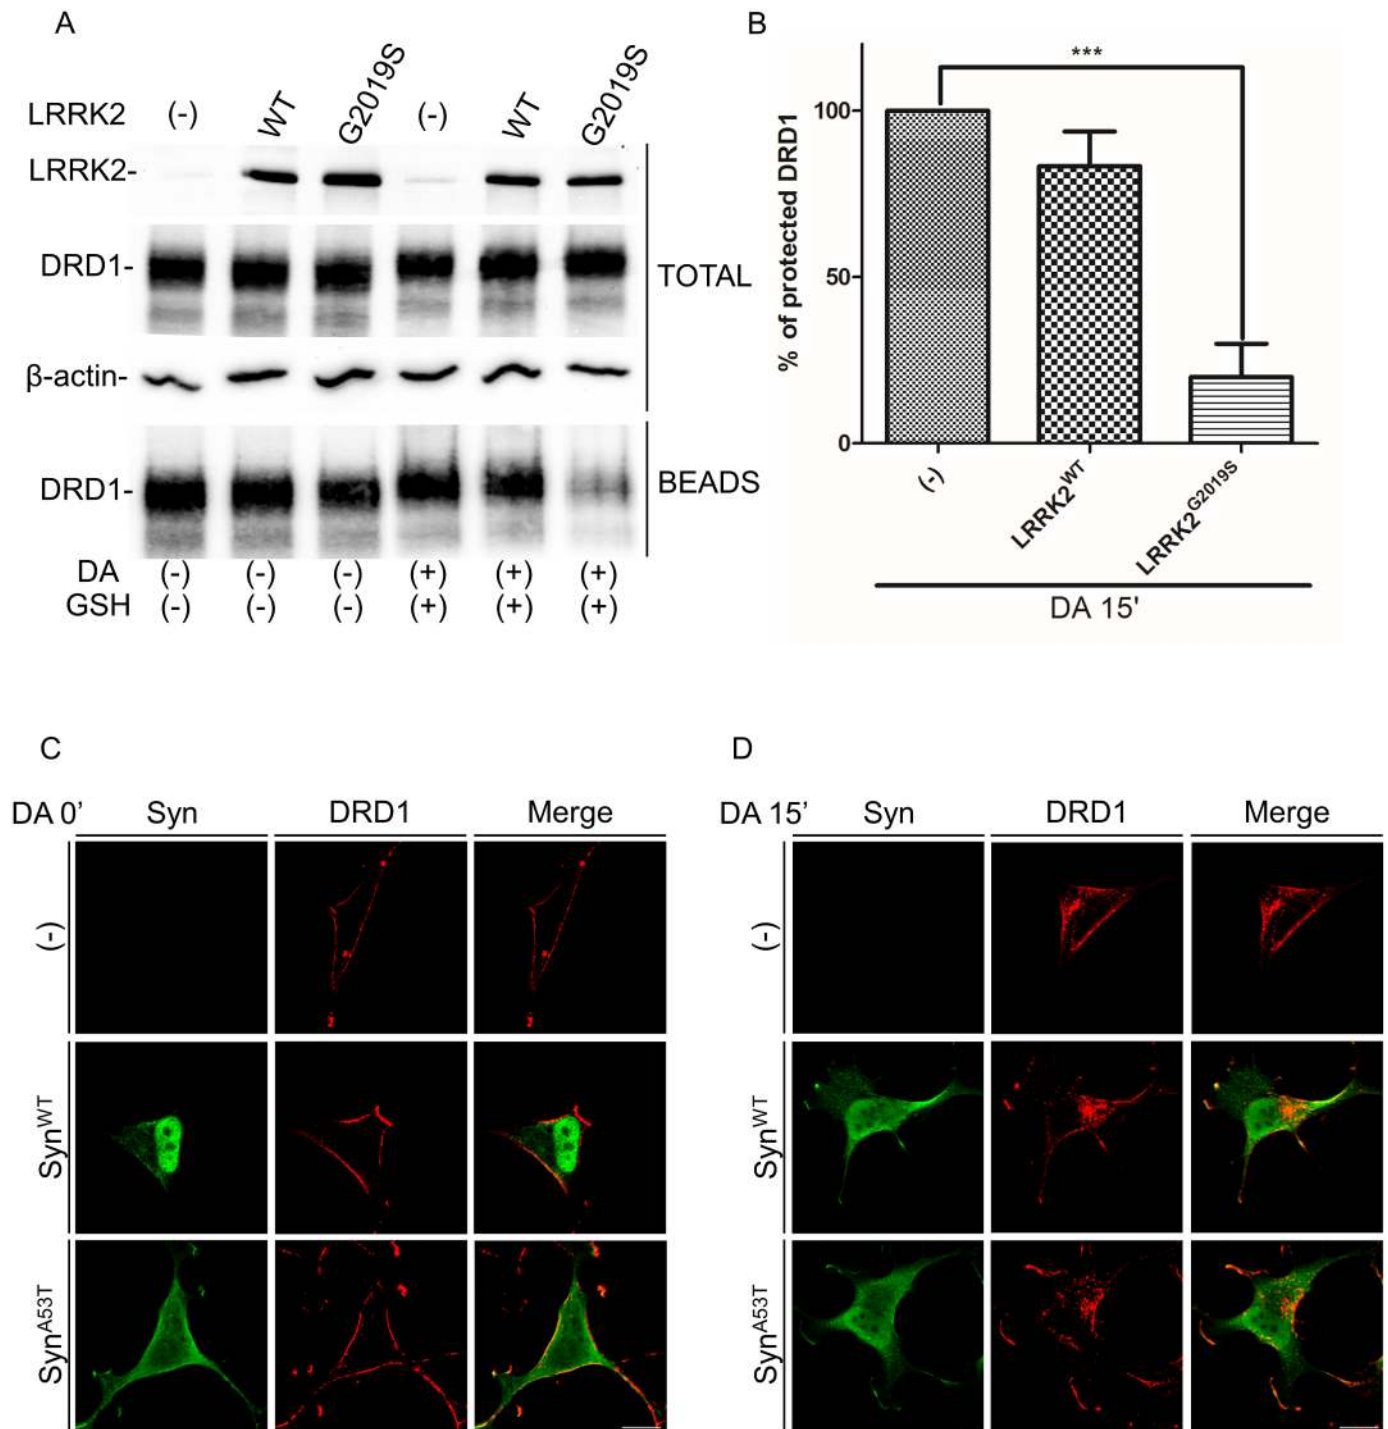 A
LRRK2 (-) WT G2019S (-) WT G2019S
LRRK2-
DRD1-
TOTAL
β-actin-
DRD1-
BEADS
DA (-) (-) (-) (+) (+) (+)
GSH (-) (-) (-) (+) (+) (+)
B
***
% of protected DRD1
100
50
0
(-) LRRK2WT LRRK2G2019S
DA 15'
C
DA 0’ Syn DRD1 Merge
(-)
SynWT
SynA53T
D
DA 15’ Syn DRD1 Merge
(-)
SynWT
SynA53T